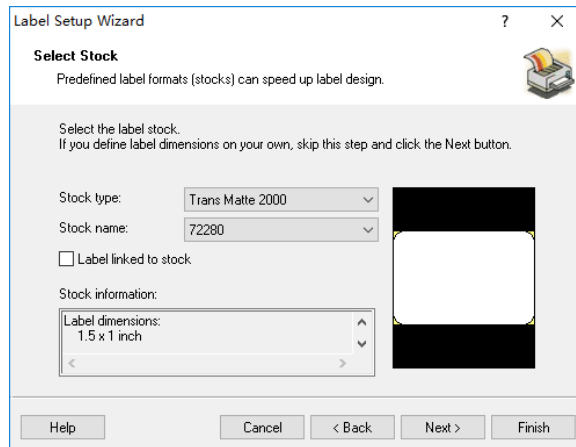 Label Setup Wizard
?
Select Stock
Predefined label formats (stocks) can speed up label design.
Select the label stock.
If you define label dimensions on your own, skip this step and click the Next button.
Stock type:
Trans Matte 2000
Stock name:
72280
Label linked to stock
Stock information:
Label dimensions:
1.5 x 1 inch
Help
Cancel
< Back
Next >
Finish